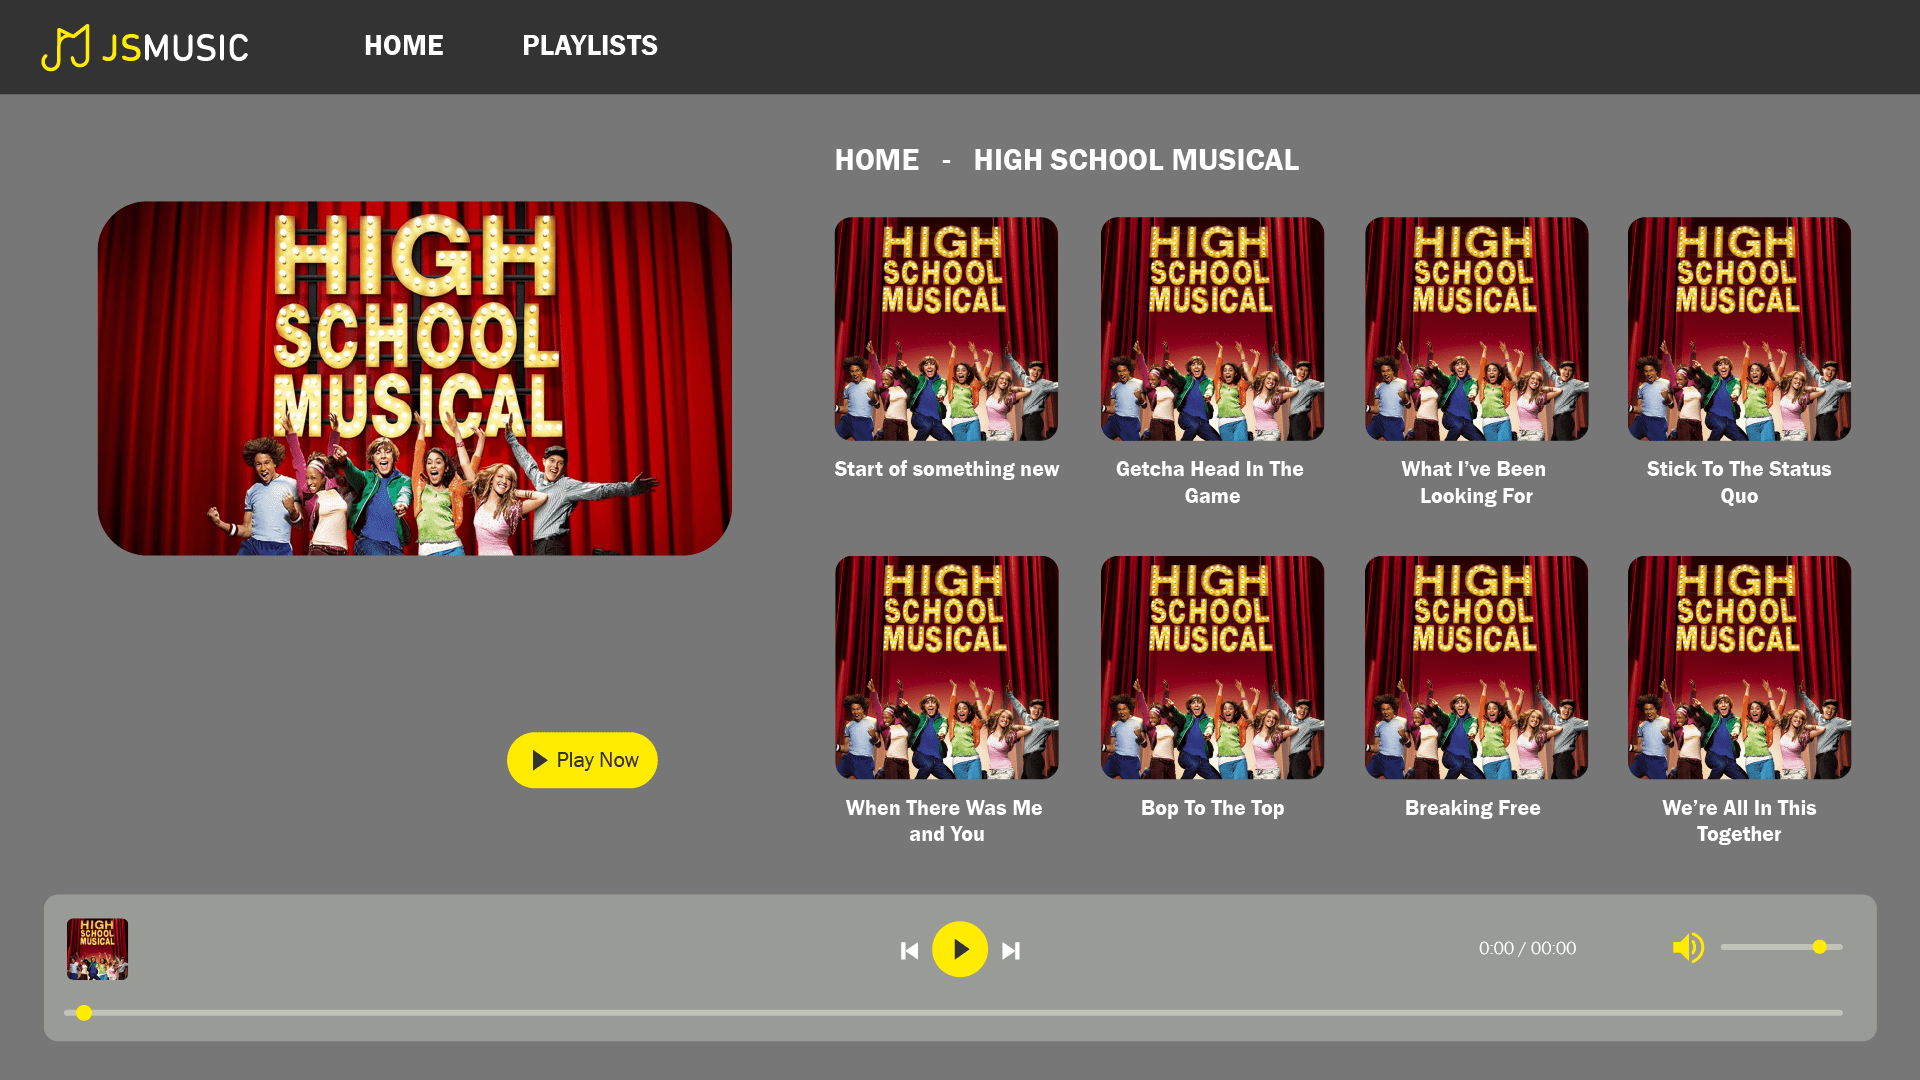 JSMUSIC
HOME
PLAYLISTS
HOME - HIGH SCHOOL MUSICAL
HIGH
SCHOOL
MUSICAL
HIGH
SCHOOL
MUSICAL
HIGH
SCHOOL
MUSICAL
HIGH
SCHOOL
MUSICAL
HIGH
SCHOOL
MUSICAL
Start of something new
Getcha Head In The
Game
What I’ve Been
Looking For
Stick To The Status
Quo
HIGH
SCHOOL
MUSICAL
HIGH
SCHOOL
MUSICAL
HIGH
SCHOOL
MUSICAL
HIGH
SCHOOL
MUSICAL
Play Now
When There Was Me
and You
Bop To The Top
Breaking Free
We’re All In This
Together
HIGH
SCHOOL
MUSICAL
0:00 / 00:00